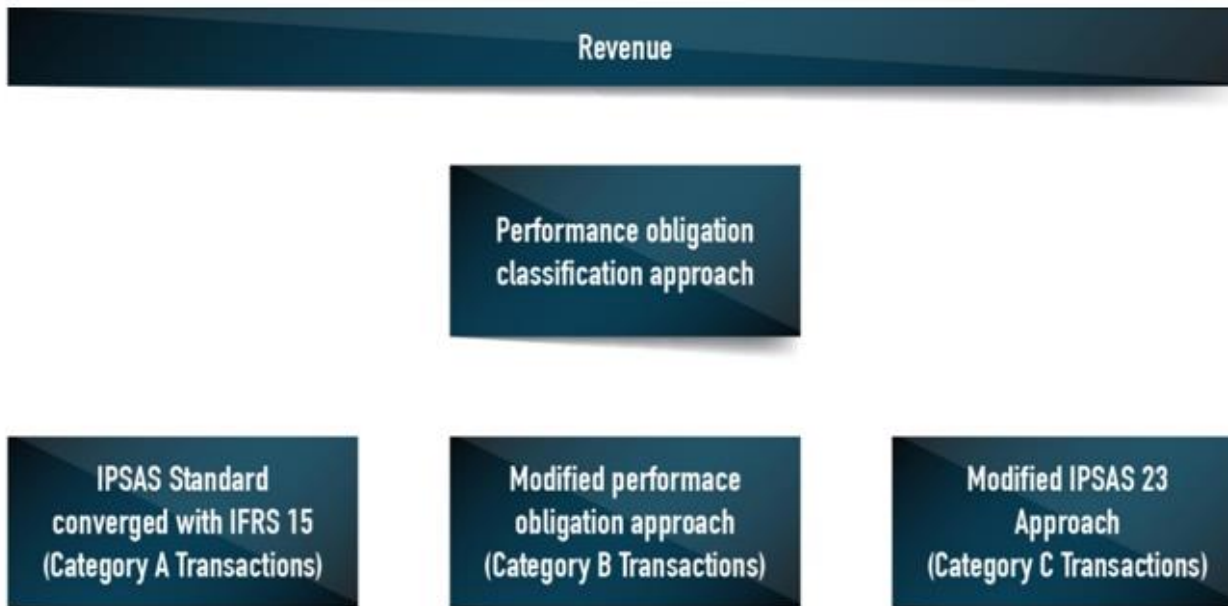 Revenue
Performance obligation
classification approach
IPSAS Standard
converged with IFRS 15
(Category A Transactions)
Modified performace
obligation approach
(Category B Transactions)
Modified IPSAS 23
Approach
(Category C Transactions)